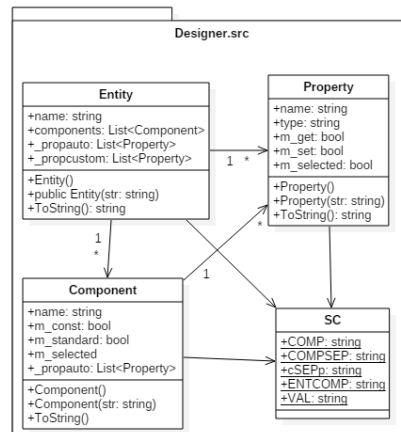 Designer.src
Entity
+name: string
+components: List<Component>
+_propauto: List<Property>
+_propcustom: List<Property>
+Entity()
+public Entity(str: string)
+ToString(): string
Property
+name: string
+type: string
+m_get: bool
+m_set: bool
+m_selected: bool
+Property()
+Property(str: string)
+ToString(): string
1
*
1
*
1
*
Component
+name: string
+m_const: bool
+m_standard: bool
+m_selected
+_propauto: List<Property>
+Component()
+Component(str: string)
+ToString()
SC
+COMP: string
+COMPSEP: string
+cSEPp: string
+ENTCOMP: string
+VAL: string